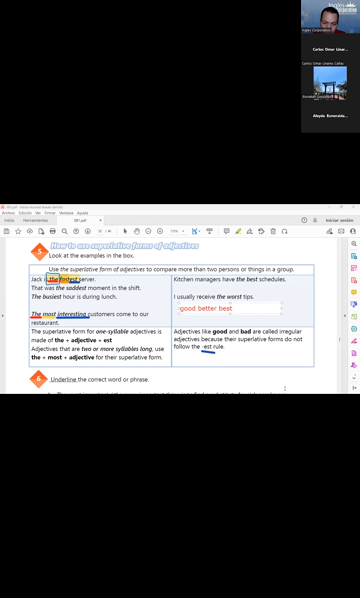 Inglés Corporativo
Carlos Omar Linar...
Carlos Omar Linares Cañas
Aleyda Esmeralda...
Archivo Edición Ver Firmar Ventana Ayuda
Inicio Herramientas
Iniciar sesión
5 How to use superlative forms of adjectives
Look at the examples in the box.
Use the superlative form of adjectives to compare more than two persons or things in a group.
Jack is the fastest server.
That was the saddest moment in the shift.
The busiest hour is during lunch.
The most interesting customers come to our
restaurant.
Kitchen managers have the best schedules.
I usually receive the worst tips.
good better best
The superlative form for one-syllable adjectives is
made of the + adjective + est
Adjectives that are two or more syllables long, use
the + most + adjective for their superlative form.
Adjectives like good and bad are called irregular
adjectives because their superlative forms do not
follow the -est rule.
6 Underline the correct word or phrase.